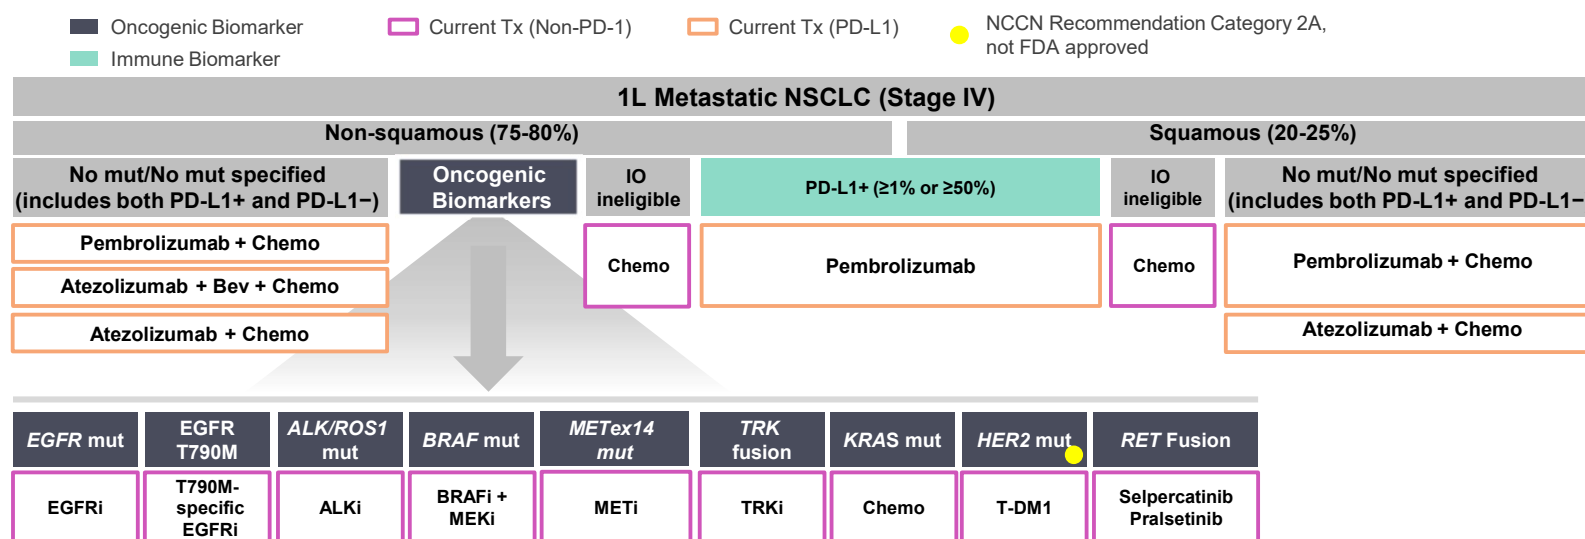 Oncogenic Biomarker
Current Tx (Non-PD-1)
Current Tx (PD-L1)
NCCN Recommendation Category 2A,
not FDA approved
Immune Biomarker
1L Metastatic NSCLC (Stage IV)
Non-squamous (75-80%)
Squamous (20-25%)
No mut/No mut specified
(includes both PD-L1+ and PD-L1−)
Oncogenic
Biomarkers
IO
ineligible
PD-L1+ (≥1% or ≥50%)
IO
ineligible
No mut/No mut specified
(includes both PD-L1+ and PD-L1−
Pembrolizumab + Chemo
Atezolizumab + Bev + Chemo
Atezolizumab + Chemo
Chemo
Pembrolizumab
Chemo
Pembrolizumab + Chemo
Atezolizumab + Chemo
EGFR mut
EGFR
T790M
ALK/ROS1
mut
BRAF mut
METex14
mut
TRK
fusion
KRAS mut
HER2 mut
RET Fusion
EGFRi
T790M-
specific
EGFRi
ALKi
BRAFi +
MEKi
METi
TRKi
Chemo
T-DM1
Selpercatinib
Pralsetinib